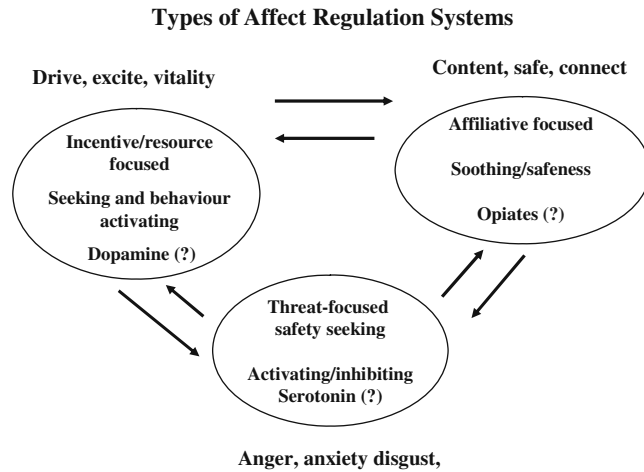 Types of Affect Regulation Systems
Drive, excite, vitality
Content, safe, connect
Incentive/resource
focused
Seeking and behaviour
activating
Dopamine (?)
Affiliative focused
Soothing/safeness
Opiates (?)
Threat-focused
safety seeking
Activating/inhibiting
Serotonin (?)
Anger, anxiety disgust,